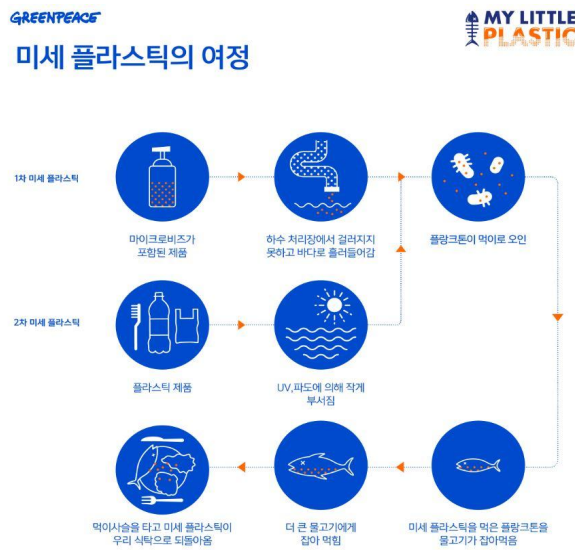 GREENPEACE
MY LITTLE
PLASTIC
미세 플라스틱의 여정
1차 미세 플라스틱
마이크로비즈가
포함된 제품
하수 처리장에서 걸러지지
못하고 바다로 흘러들어감
플랑크톤이 먹이로 오인
2차 미세 플라스틱
플라스틱 제품
UV,파도에 의해 작게
부서짐
먹이사슬을 타고 미세 플라스틱이
우리 식탁으로 되돌아옴
더 큰 물고기에게
잡아 먹힘
미세 플라스틱을 먹은 플랑크톤을
물고기가 잡아먹음